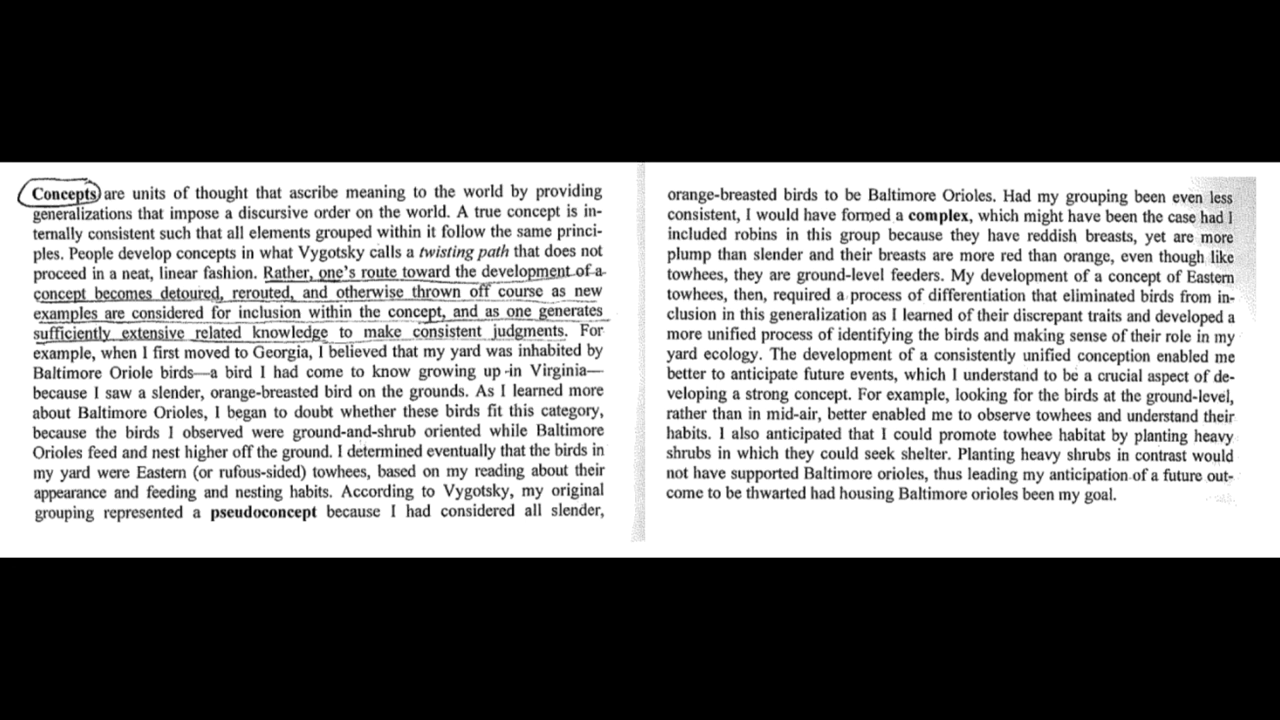 Concepts are units of thought that ascribe meaning to the world by providing
generalizations that impose a discursive order on the world. A true concept is in-
ternally consistent such that all elements grouped within it follow the same princi-
ples. People develop concepts in what Vygotsky calls a twisting path that does not
proceed in a neat, linear fashion. Rather, one's route toward the development of a
concept becomes detoured, rerouted, and otherwise thrown off course as new
examples are considered for inclusion within the concept, and as one generates
sufficiently extensive related knowledge to make consistent judgments. For
example, when I first moved to Georgia, I believed that my yard was inhabited by
Baltimore Oriole birds—a bird I had come to know growing up in Virginia—
because I saw a slender, orange-breasted bird on the grounds. As I learned more
about Baltimore Orioles, I began to doubt whether these birds fit this category,
because the birds I observed were ground-and-shrub oriented while Baltimore
Orioles feed and nest higher off the ground. I determined eventually that the birds in
my yard were Eastern (or rufous-sided) towhees, based on my reading about their
appearance and feeding and nesting habits. According to Vygotsky, my original
grouping represented a pseudoconcept because I had considered all slender,
orange-breasted birds to be Baltimore Orioles. Had my grouping been even less
consistent, I would have formed a complex, which might have been the case had I
included robins in this group because they have reddish breasts, yet are more
plump than slender and their breasts are more red than orange, even though like
towhees, they are ground-level feeders. My development of a concept of Eastern
towhees, then, required a process of differentiation that eliminated birds from in-
clusion in this generalization as I learned of their discrepant traits and developed a
more unified process of identifying the birds and making sense of their role in my
yard ecology. The development of a consistently unified conception enabled me
better to anticipate future events, which I understand to be a crucial aspect of de-
veloping a strong concept. For example, looking for the birds at the ground-level,
rather than in mid-air, better enabled me to observe towhees and understand their
habits. I also anticipated that I could promote towhee habitat by planting heavy
shrubs in which they could seek shelter. Planting heavy shrubs in contrast would
not have supported Baltimore orioles, thus leading my anticipation of a future out-
come to be thwarted had housing Baltimore orioles been my goal.